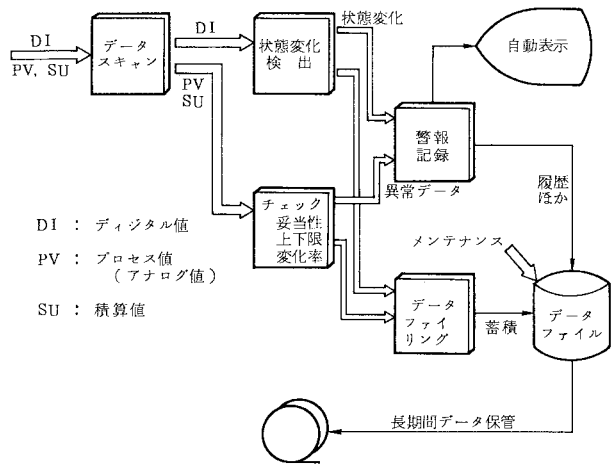 DI
PV, SU
データ
スキャン
DI
PV
SU
状態変化
検出
状態変化
自動表示
警報
記録
異常データ
履歴
ほか
チェック
妥当性
上下限
変化率
DI : ディジタル値
PV : プロセス値
(アナログ値)
SU : 積算値
メンテナンス
データ
ファイ
リング
蓄積
データ
ファイル
長期間データ保管